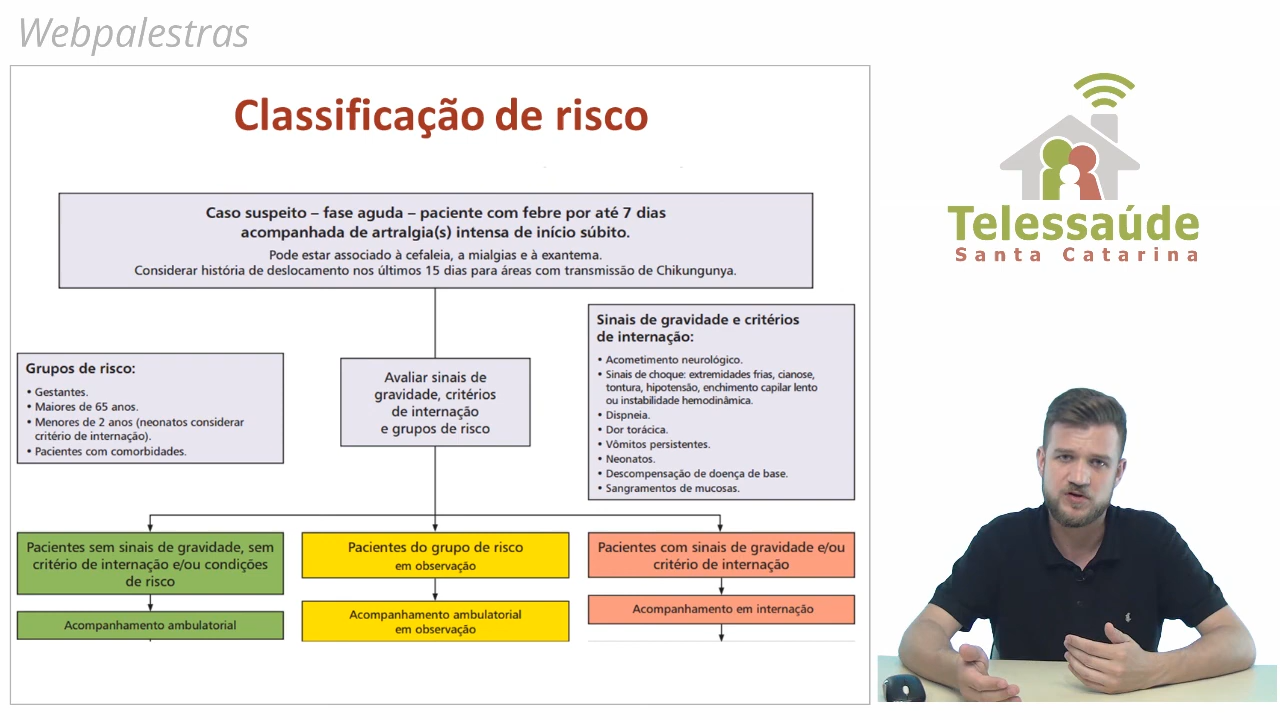 Webpalestras
Classificação de risco
Caso suspeito – fase aguda – paciente com febre por até 7 dias
acompanhada de artralgia(s) intensa de início súbito.
Pode estar associado à cefaleia, a mialgias e à exantema.
Considerar história de deslocamento nos últimos 15 dias para áreas com transmissão de Chikungunya.
Grupos de risco:
• Gestantes.
• Maiores de 65 anos.
• Menores de 2 anos (neonatos considerar
critério de internação).
• Pacientes com comorbidades.
Avaliar sinais de
gravidade, critérios
de internação
e grupos de risco
Sinais de gravidade e critérios
de internação:
• Acometimento neurológico.
• Sinais de choque: extremidades frias, cianose,
tontura, hipotensão, enchimento capilar lento
ou instabilidade hemodinâmica.
• Dispneia.
• Dor torácica.
• Vômitos persistentes.
• Neonatos.
• Descompensação de doença de base.
• Sangramentos de mucosas.
Pacientes sem sinais de gravidade, sem
critério de internação e/ou condições
de risco
Acompanhamento ambulatorial
Pacientes do grupo de risco
em observação
Acompanhamento ambulatorial
em observação
Pacientes com sinais de gravidade e/ou
critério de internação
Acompanhamento em internação
Telessaúde
Santa Catarina